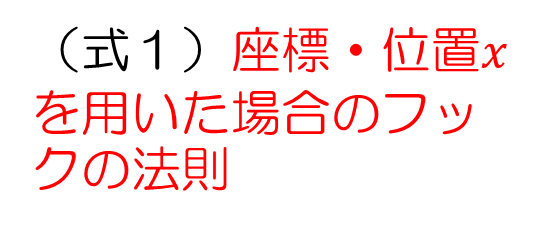 （式１）座標・位置x
を用いた場合のフッ
クの法則